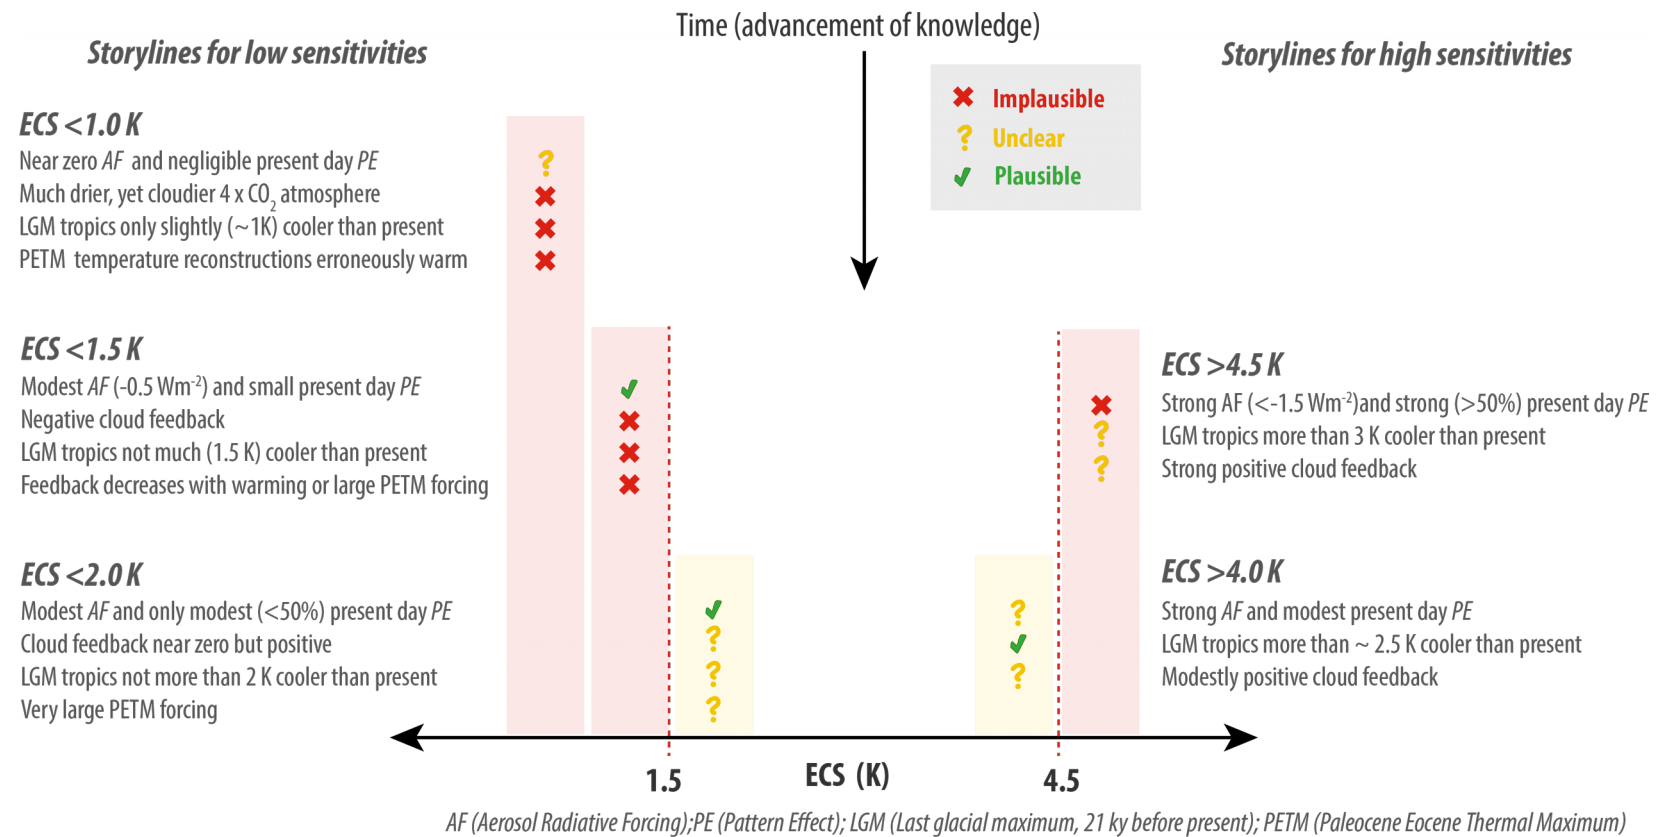 Time (advancement of knowledge)
Storylines for low sensitivities
Storylines for high sensitivities
Implausible
Unclear
Plausible
ECS <1.0 K
Near zero AF and negligible present day PE
Much drier, yet cloudier 4 x CO2 atmosphere
LGM tropics only slightly (~1K) cooler than present
PETM temperature reconstructions erroneously warm
ECS <1.5 K
Modest AF (-0.5 Wm-2) and small present day PE
Negative cloud feedback
LGM tropics not much (1.5 K) cooler than present
Feedback decreases with warming or large PETM forcing
ECS <2.0 K
Modest AF and only modest (<50%) present day PE
Cloud feedback near zero but positive
LGM tropics not more than 2 K cooler than present
Very large PETM forcing
ECS >4.5 K
Strong AF (<-1.5 Wm-2)and strong (>50%) present day PE
LGM tropics more than 3 K cooler than present
Strong positive cloud feedback
ECS >4.0 K
Strong AF and modest present day PE
LGM tropics more than ~ 2.5 K cooler than present
Modestly positive cloud feedback
1.5
ECS (K)
4.5
AF (Aerosol Radiative Forcing);PE (Pattern Effect); LGM (Last glacial maximum, 21 ky before present); PETM (Paleocene Eocene Thermal Maximum)